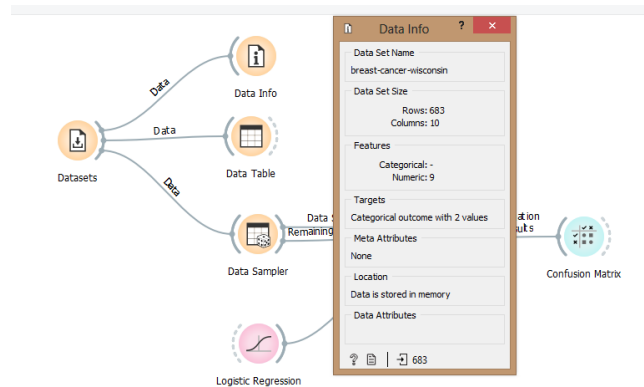 Data Info
?
×
Data Set Name
breast-cancer-wisconsin
Data Set Size
Rows: 683
Columns: 10
Features
Categorical: -
Numeric: 9
Targets
Categorical outcome with 2 values
Meta Attributes
None
Location
Data is stored in memory
Data Attributes
? 683
Data
Data Info
Data
Data Table
Datasets
Data
Data S
Remaining
Data Sampler
ation
ults
Confusion Matrix
Logistic Regression